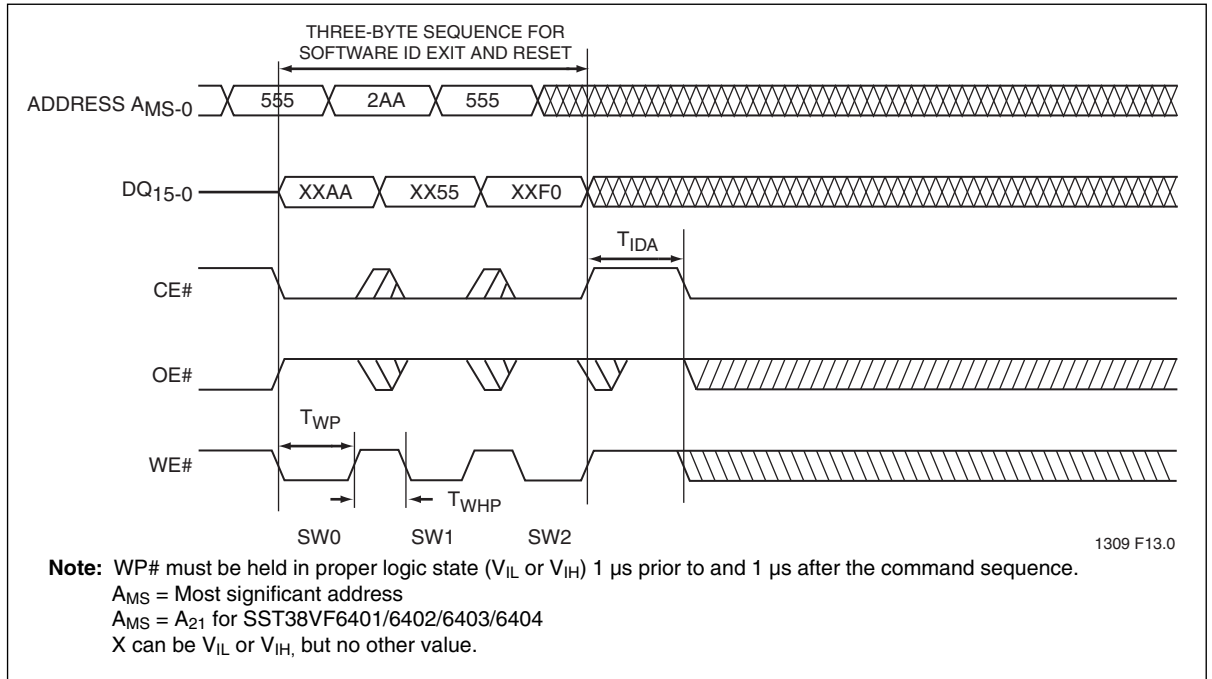 THREE-BYTE SEQUENCE FOR
SOFTWARE ID EXIT AND RESET
ADDRESS AMS-0 555 2AA 555
DQ15-0 XXAA XX55 XXF0
TIDA
CE#
OE#
TWP
WE#
TWHP
SW0 SW1 SW2
1309 F13.0
Note: WP# must be held in proper logic state (VIL or VIH) 1 µs prior to and 1 µs after the command sequence.
AMS = Most significant address
AMS = A21 for SST38VF6401/6402/6403/6404
X can be VIL or VIH, but no other value.